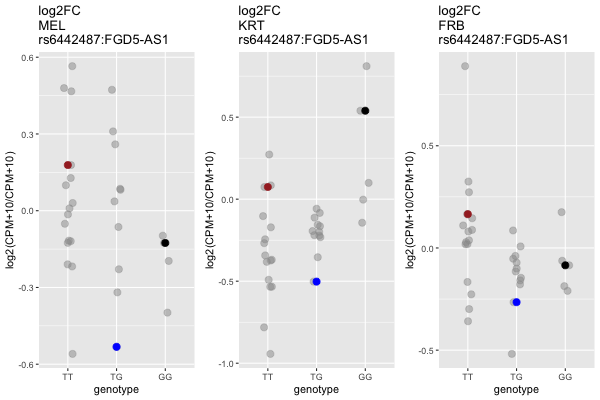 log2FC
MEL
rs6442487:FGD5-AS1
log2(CPM+10/CPM+10)
0.6
0.3
0.0
-0.3
-0.6
TT TG GG
genotype
log2FC
KRT
rs6442487:FGD5-AS1
log2(CPM+10/CPM+10)
0.5
0.0
-0.5
-1.0
TT TG GG
genotype
log2FC
FRB
rs6442487:FGD5-AS1
log2(CPM+10/CPM+10)
0.5
0.0
-0.5
TT TG GG
genotype